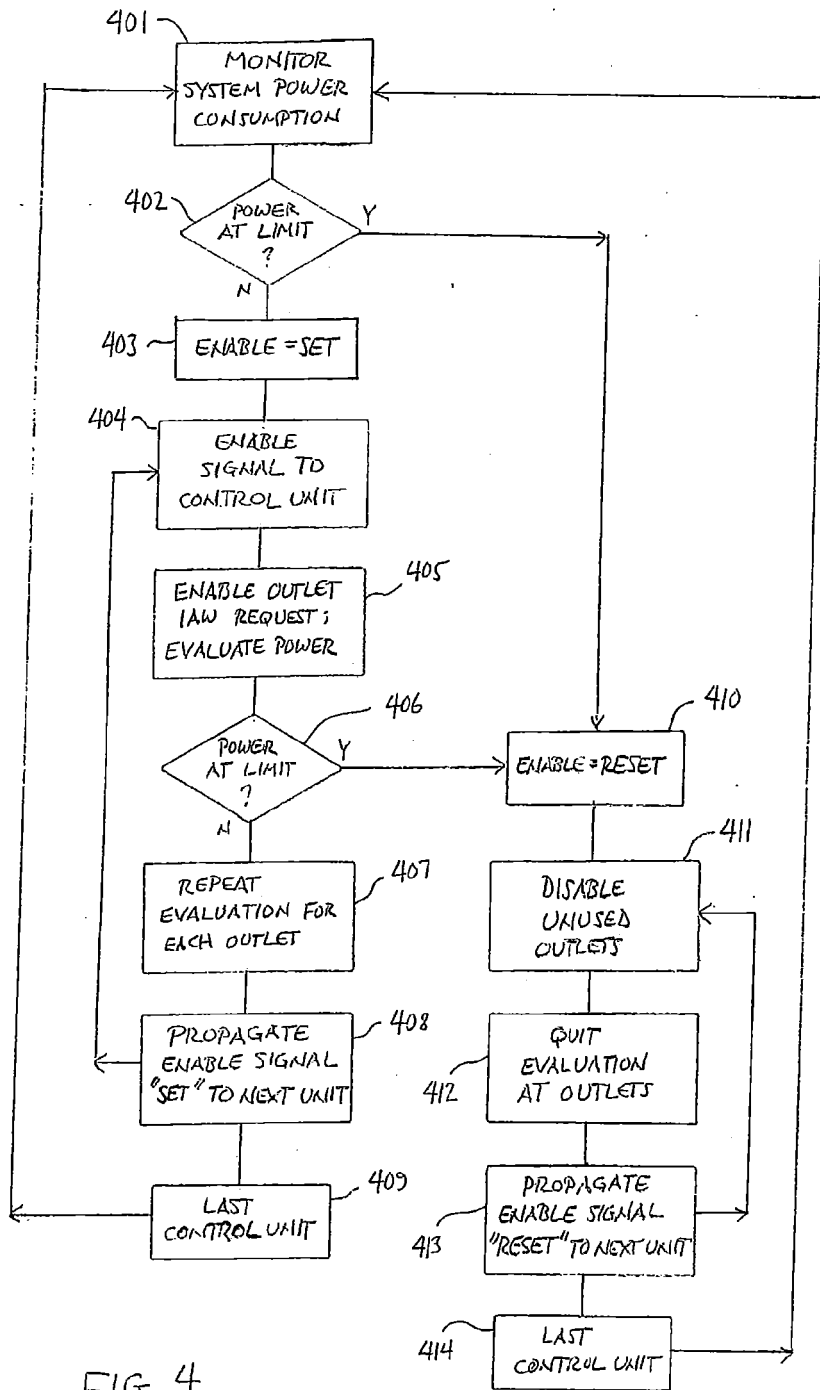 401
MONITOR
SYSTEM POWER
CONSUMPTION
402
POWER
AT LIMIT
?
Y
N
403
ENABLE = SET
404
ENABLE
SIGNAL TO
CONTROL UNIT
405
ENABLE OUTLET
IAW REQUEST;
EVALUATE POWER
406
POWER
AT LIMIT
?
Y
N
410
ENABLE = RESET
407
REPEAT
EVALUATION FOR
EACH OUTLET
411
DISABLE
UNUSED
OUTLETS
408
PROPAGATE
ENABLE SIGNAL
"SET" TO NEXT UNIT
412
QUIT
EVALUATION
AT OUTLETS
409
LAST
CONTROL UNIT
413
PROPAGATE
ENABLE SIGNAL
"RESET" TO NEXT UNIT
414
LAST
CONTROL UNIT
FIG. 4